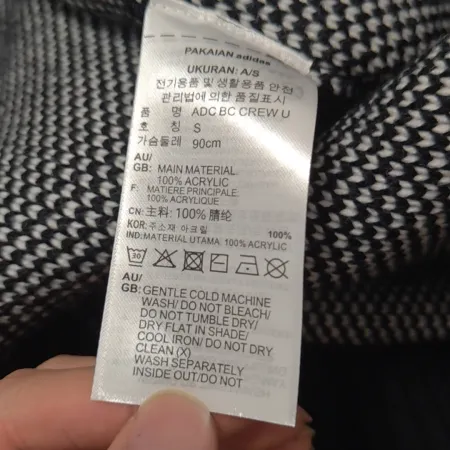 PAKAIAN adidas
UKURAN: A/S
전기용품 및 생활용품 안전
관리법에 의한 품질표시
품 명 ADC BC CREW U
호 칭 S
가슴둘레 90cm
AU/
GB: MAIN MATERIAL.
100% ACRYLIC
F: MATIERE PRINCIPALE.
100% ACRYLIQUE
CN: 主料: 100% 腈纶
100%
KOR: 주소재. 아크릴
IND: MATERIAL UTAMA. 100% ACRYLIC
30
AU/
GB: GENTLE COLD MACHINE
WASH/ DO NOT BLEACH/
DO NOT TUMBLE DRY/
DRY FLAT IN SHADE/
COOL IRON/ DO NOT DRY
CLEAN (X)
WASH SEPARATELY
INSIDE OUT/ DO NOT